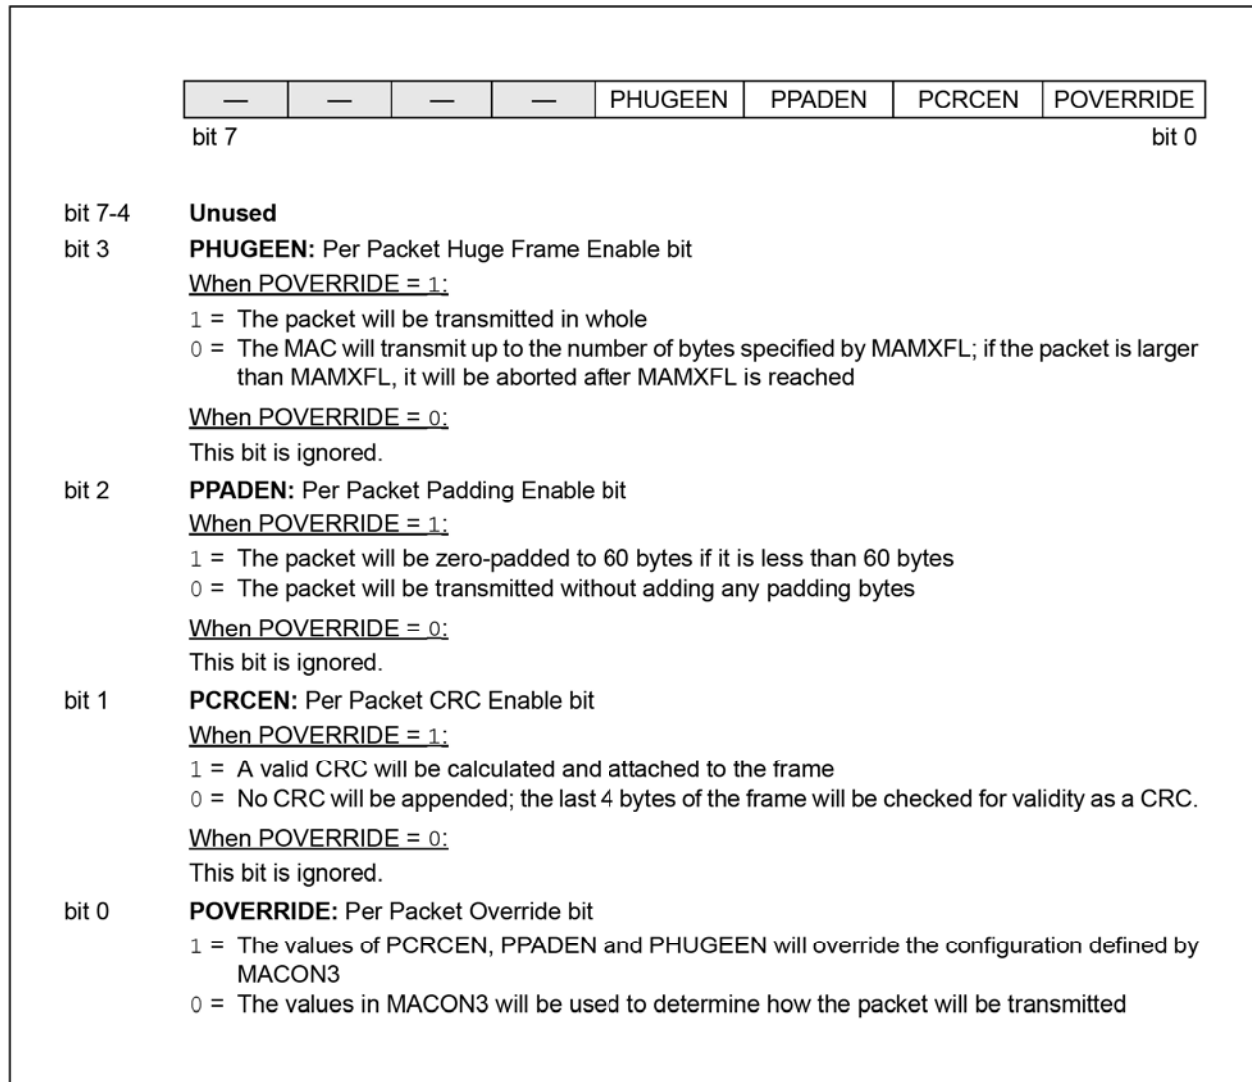 — — — — PHUGEEN PPADEN PCRCEN POVERRIDE
bit 7 bit 0
bit 7-4 Unused
bit 3 PHUGEEN: Per Packet Huge Frame Enable bit
When POVERRIDE = 1:
1 = The packet will be transmitted in whole
0 = The MAC will transmit up to the number of bytes specified by MAMXFL; if the packet is larger
than MAMXFL, it will be aborted after MAMXFL is reached
When POVERRIDE = 0:
This bit is ignored.
bit 2 PPADEN: Per Packet Padding Enable bit
When POVERRIDE = 1:
1 = The packet will be zero-padded to 60 bytes if it is less than 60 bytes
0 = The packet will be transmitted without adding any padding bytes
When POVERRIDE = 0:
This bit is ignored.
bit 1 PCRCEN: Per Packet CRC Enable bit
When POVERRIDE = 1:
1 = A valid CRC will be calculated and attached to the frame
0 = No CRC will be appended; the last 4 bytes of the frame will be checked for validity as a CRC.
When POVERRIDE = 0:
This bit is ignored.
bit 0 POVERRIDE: Per Packet Override bit
1 = The values of PCRCEN, PPADEN and PHUGEEN will override the configuration defined by
MACON3
0 = The values in MACON3 will be used to determine how the packet will be transmitted